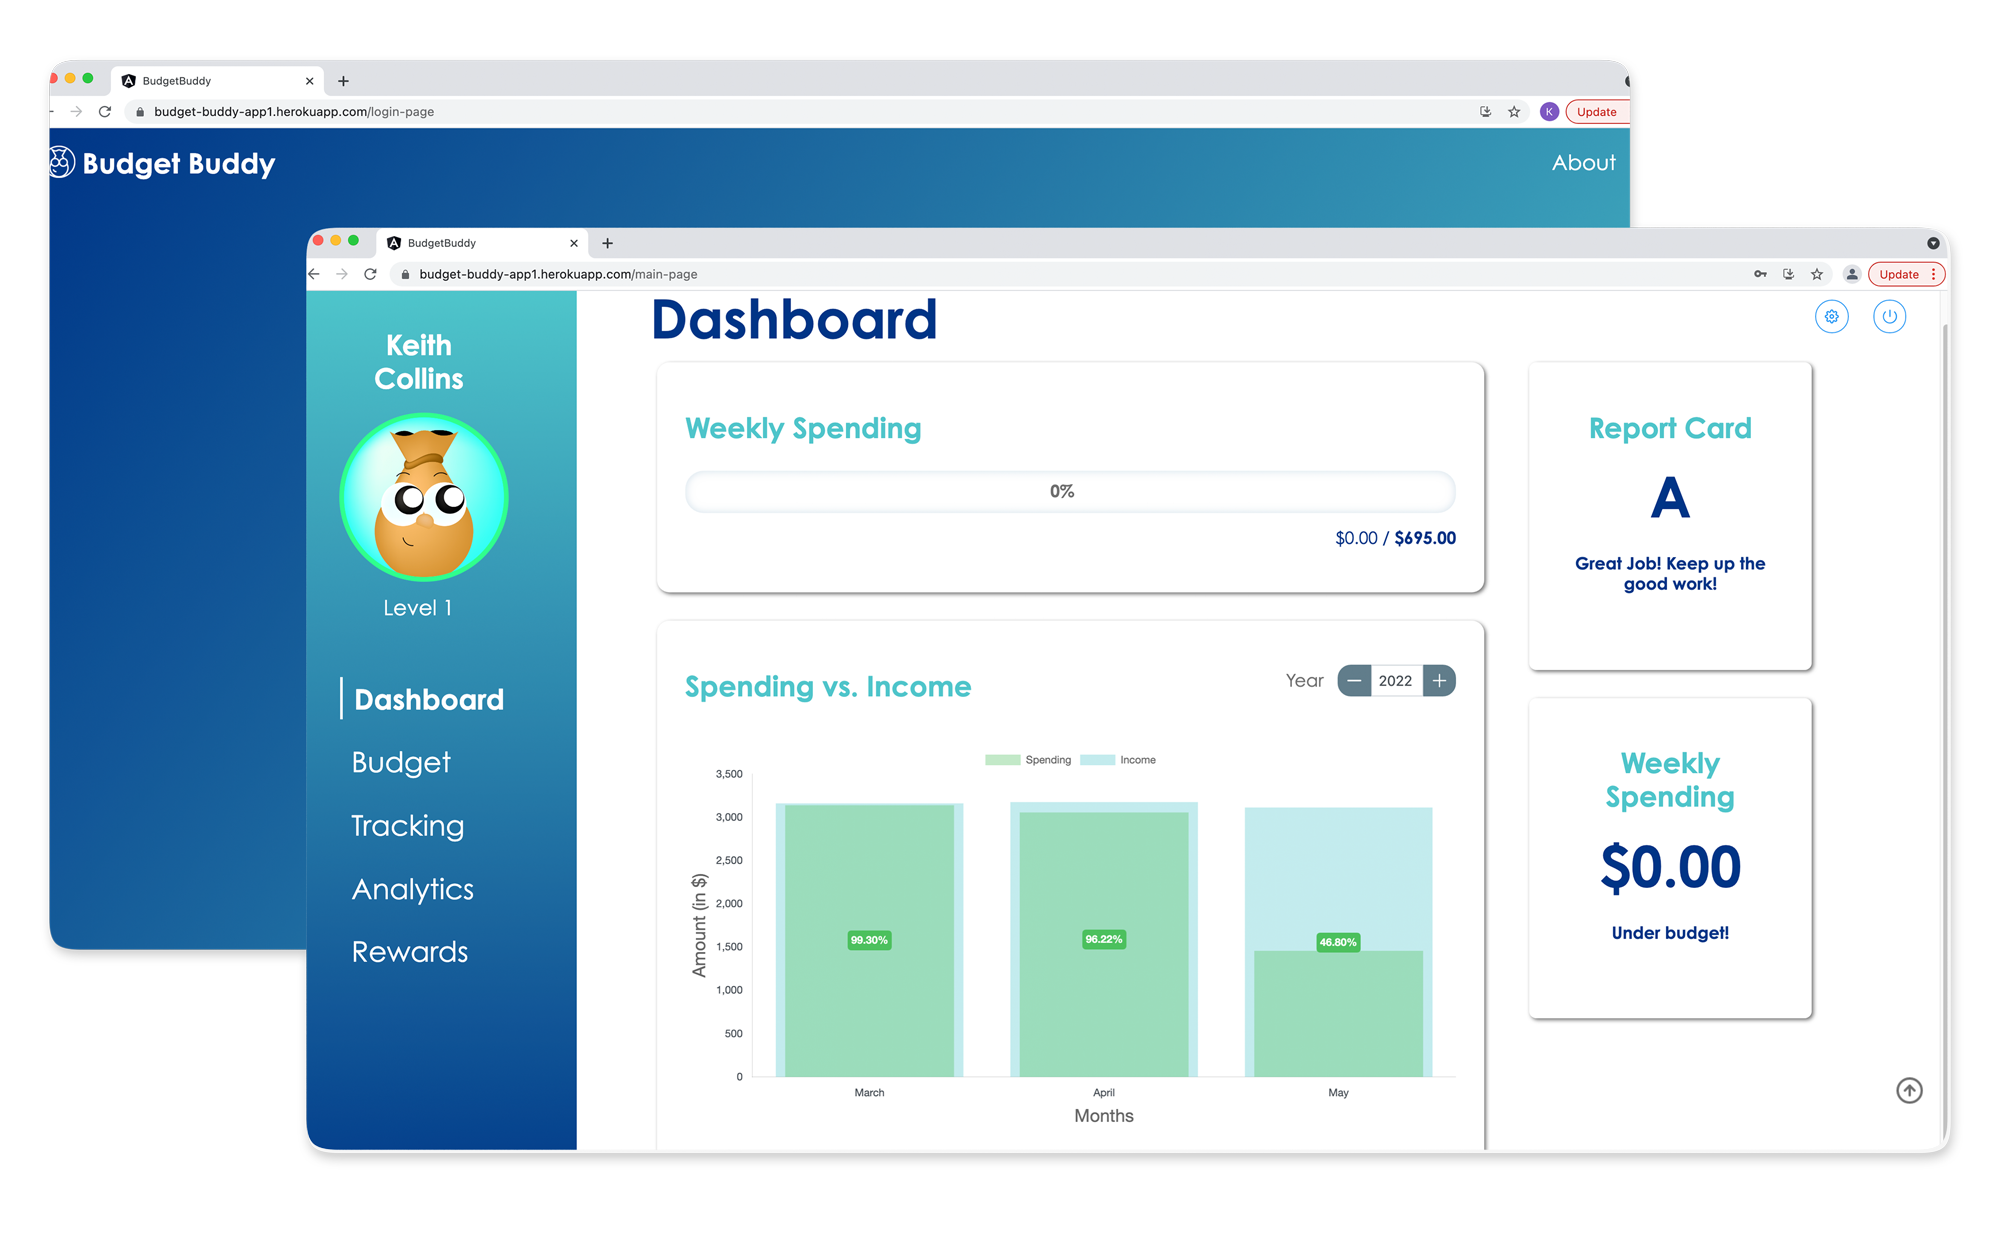 BudgetBuddy
budget-buddy-app1.herokuapp.com/login-page
K
Update
Budget Buddy
About
BudgetBuddy
budget-buddy-app1.herokuapp.com/main-page
Update
Keith
Collins
Level 1
Dashboard
Budget
Tracking
Analytics
Rewards
Dashboard
Weekly Spending
0%
$0.00 / $695.00
Report Card
A
Great Job! Keep up the
good work!
Spending vs. Income
Year
2022
Spending
Income
3,500
3,000
2,500
2,000
1,500
1,000
500
0
Amount (in $)
99.30%
96.22%
46.80%
March
April
May
Months
Weekly
Spending
$0.00
Under budget!